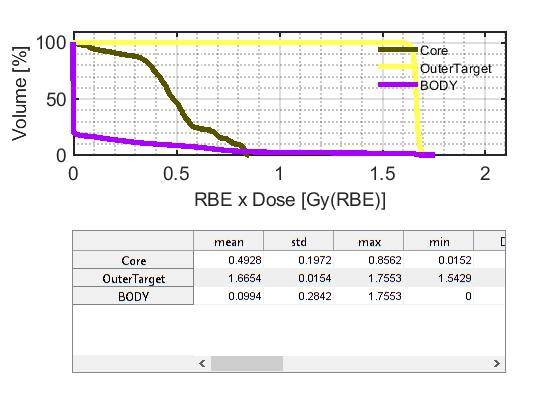 100
50
0
Volume [%]
Core
OuterTarget
BODY
0 0.5 1 1.5 2
RBE x Dose [Gy(RBE)]
mean std max min D
Core 0.4928 0.1972 0.8562 0.0152
OuterTarget 1.6654 0.0154 1.7553 1.5429
BODY 0.0994 0.2842 1.7553 0